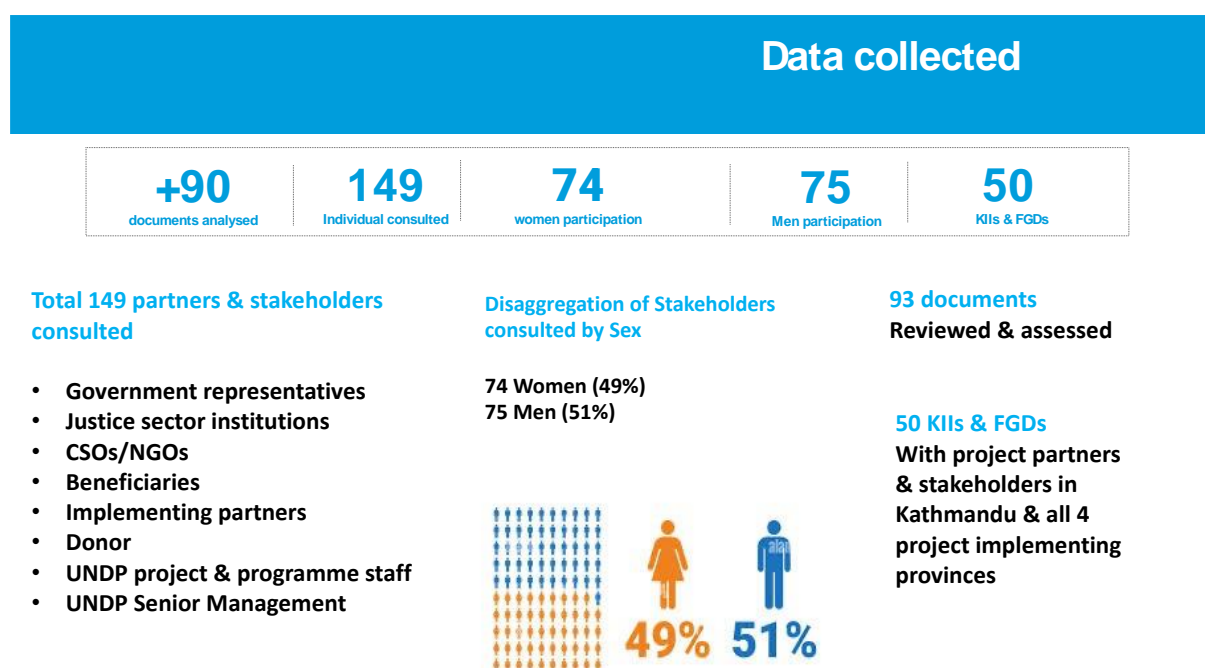 Data collected
+90
documents analysed
149
Individual consulted
74
women participation
75
Men participation
50
KIIs & FGDs
Total 149 partners & stakeholders
consulted
• Government representatives
• Justice sector institutions
• CSOs/NGOs
• Beneficiaries
• Implementing partners
• Donor
• UNDP project & programme staff
• UNDP Senior Management
Disaggregation of Stakeholders
consulted by Sex
74 Women (49%)
75 Men (51%)
49%
51%
93 documents
Reviewed & assessed
50 KIIs & FGDs
With project partners
& stakeholders in
Kathmandu & all 4
project implementing
provinces